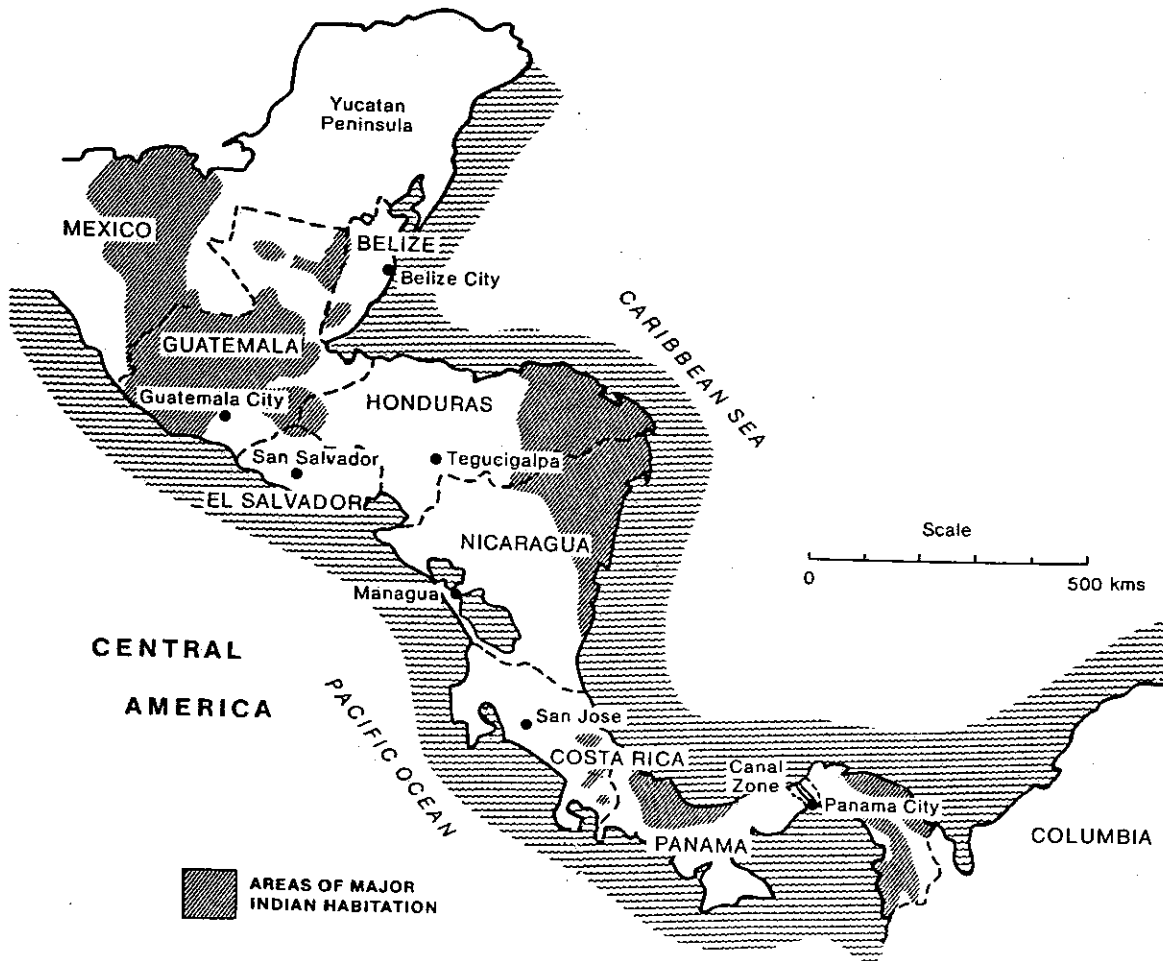 Yucatan
Peninsula
MEXICO
BELIZE
Belize City
CARIBBEAN SEA
GUATEMALA
Guatemala City
HONDURAS
San Salvador
Tegucigalpa
EL SALVADOR
NICARAGUA
Scale
0
500 kms
Managua
CENTRAL
AMERICA
PACIFIC OCEAN
San Jose
COSTA RICA
Canal
Zone
Panama City
PANAMA
COLUMBIA
AREAS OF MAJOR
INDIAN HABITATION